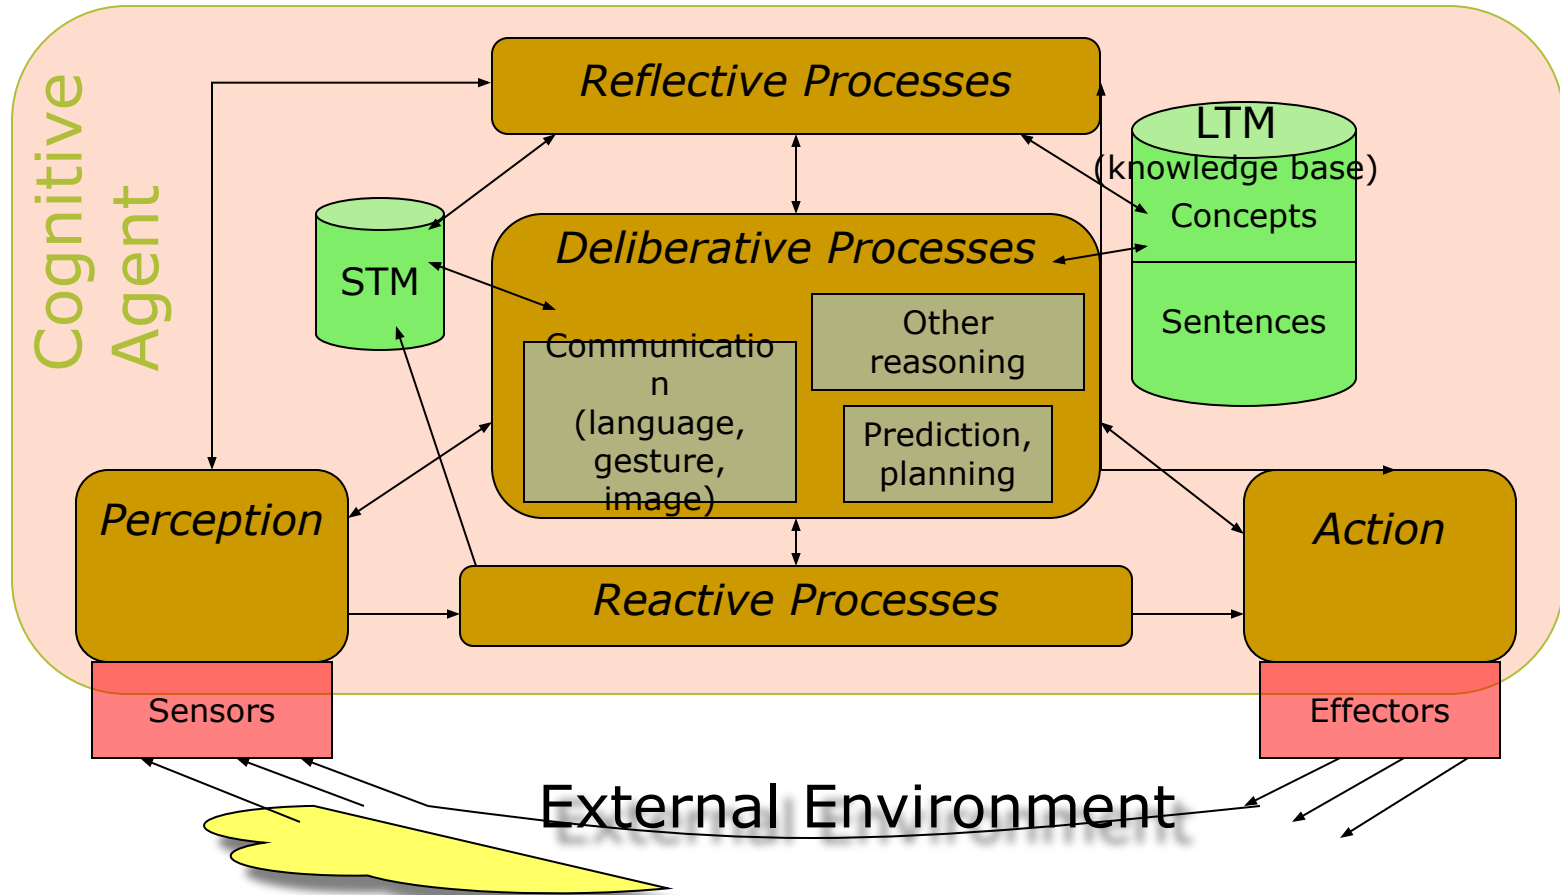 Cognitive
Agent
Reflective Processes
LTM
(knowledge base)
Concepts
Sentences
STM
Deliberative Processes
Communicatio
n
(language,
gesture,
image)
Other
reasoning
Prediction,
planning
Perception
Reactive Processes
Action
Sensors
Effectors
External Environment